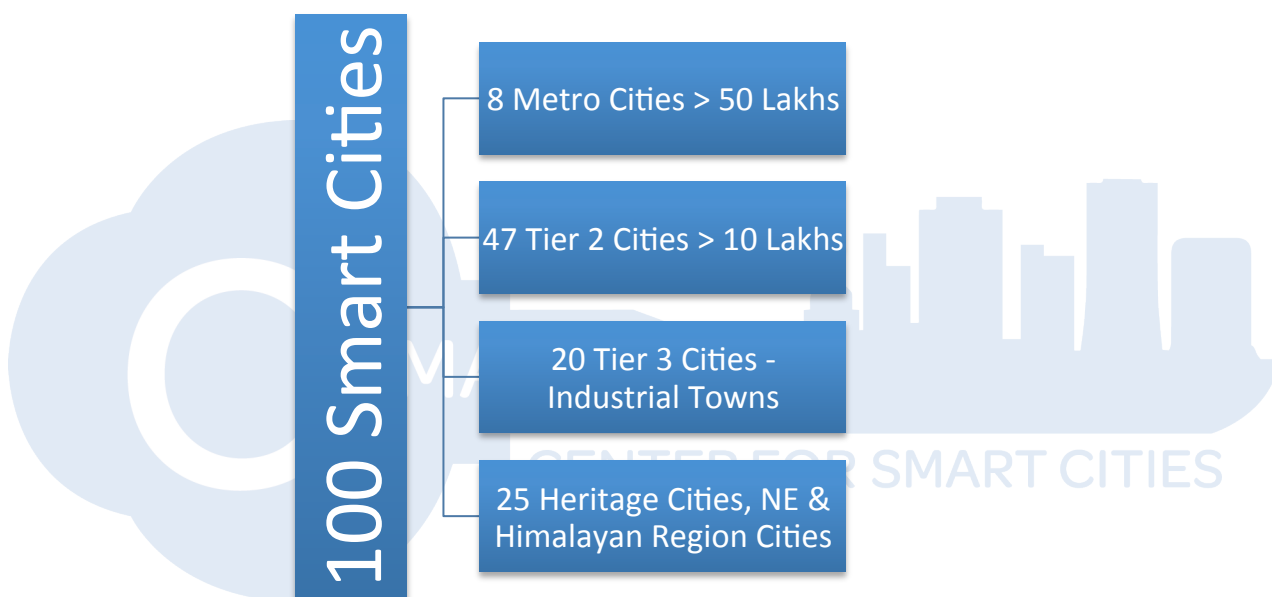 100 Smart Cities
8 Metro Cities > 50 Lakhs
47 Tier 2 Cities > 10 Lakhs
20 Tier 3 Cities -
Industrial Towns
25 Heritage Cities, NE &
Himalayan Region Cities
CENTER FOR SMART CITIES